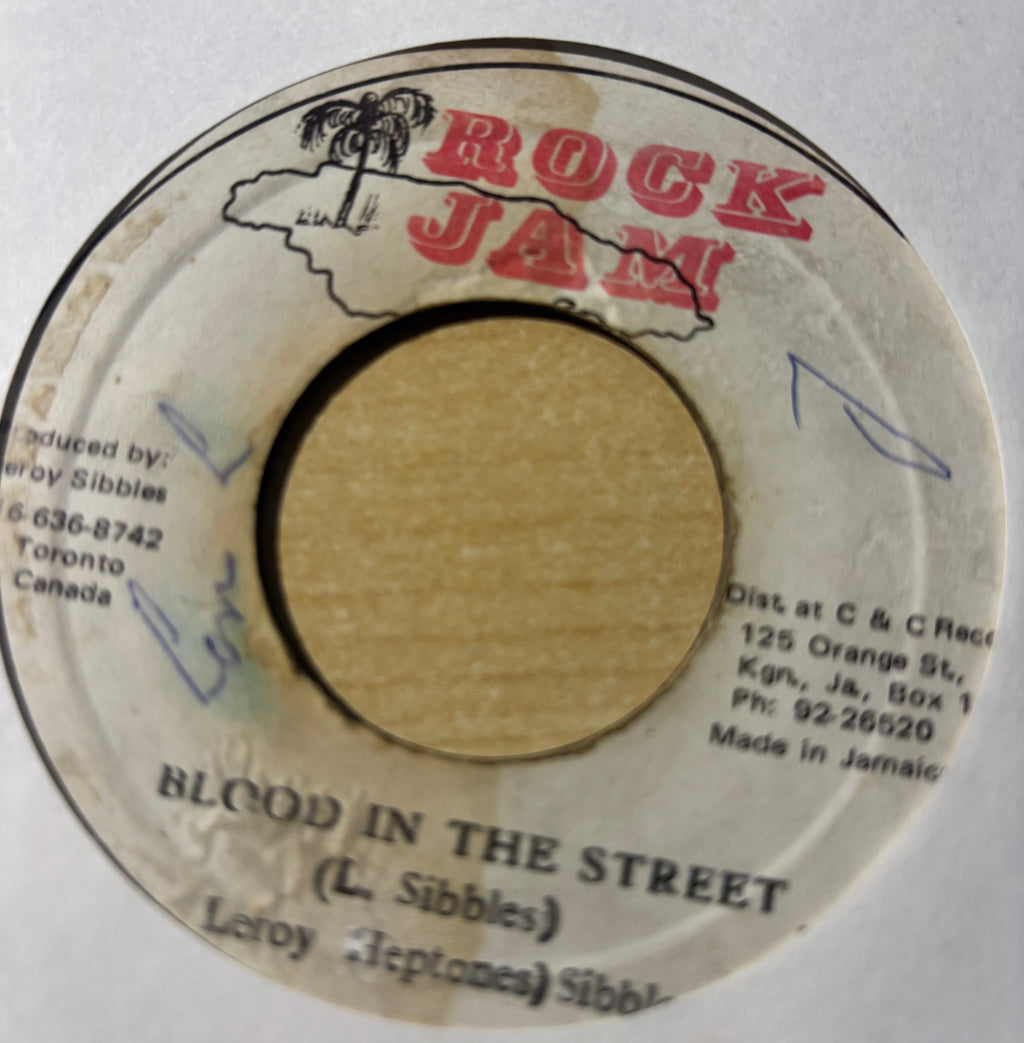 ROCK
JAM
oduced by:
eroy Sibbles
6-636-8742
Toronto
Canada
Dist. at C & C Reco
125 Orange St.,
Kgn., Ja., Box 1
Ph: 92-26520
Made in Jamaic
BLOOD IN THE STREET
(L. Sibbles)
Leroy Heptones) Sibbl